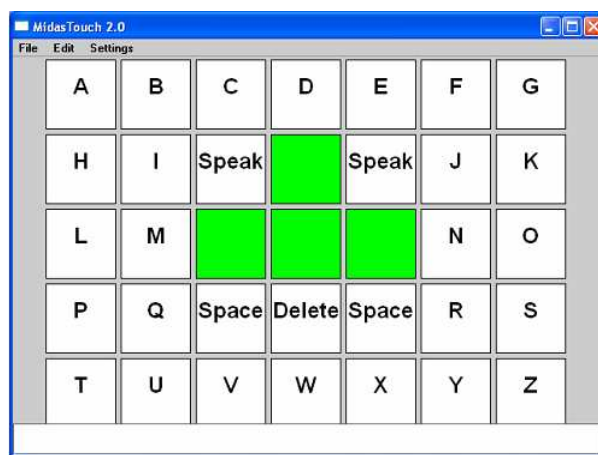 MidasTouch 2.0
File Edit Settings
A B C D E F G
H I Speak Speak J K
L M N O
P Q Space Delete Space R S
T U V W X Y Z